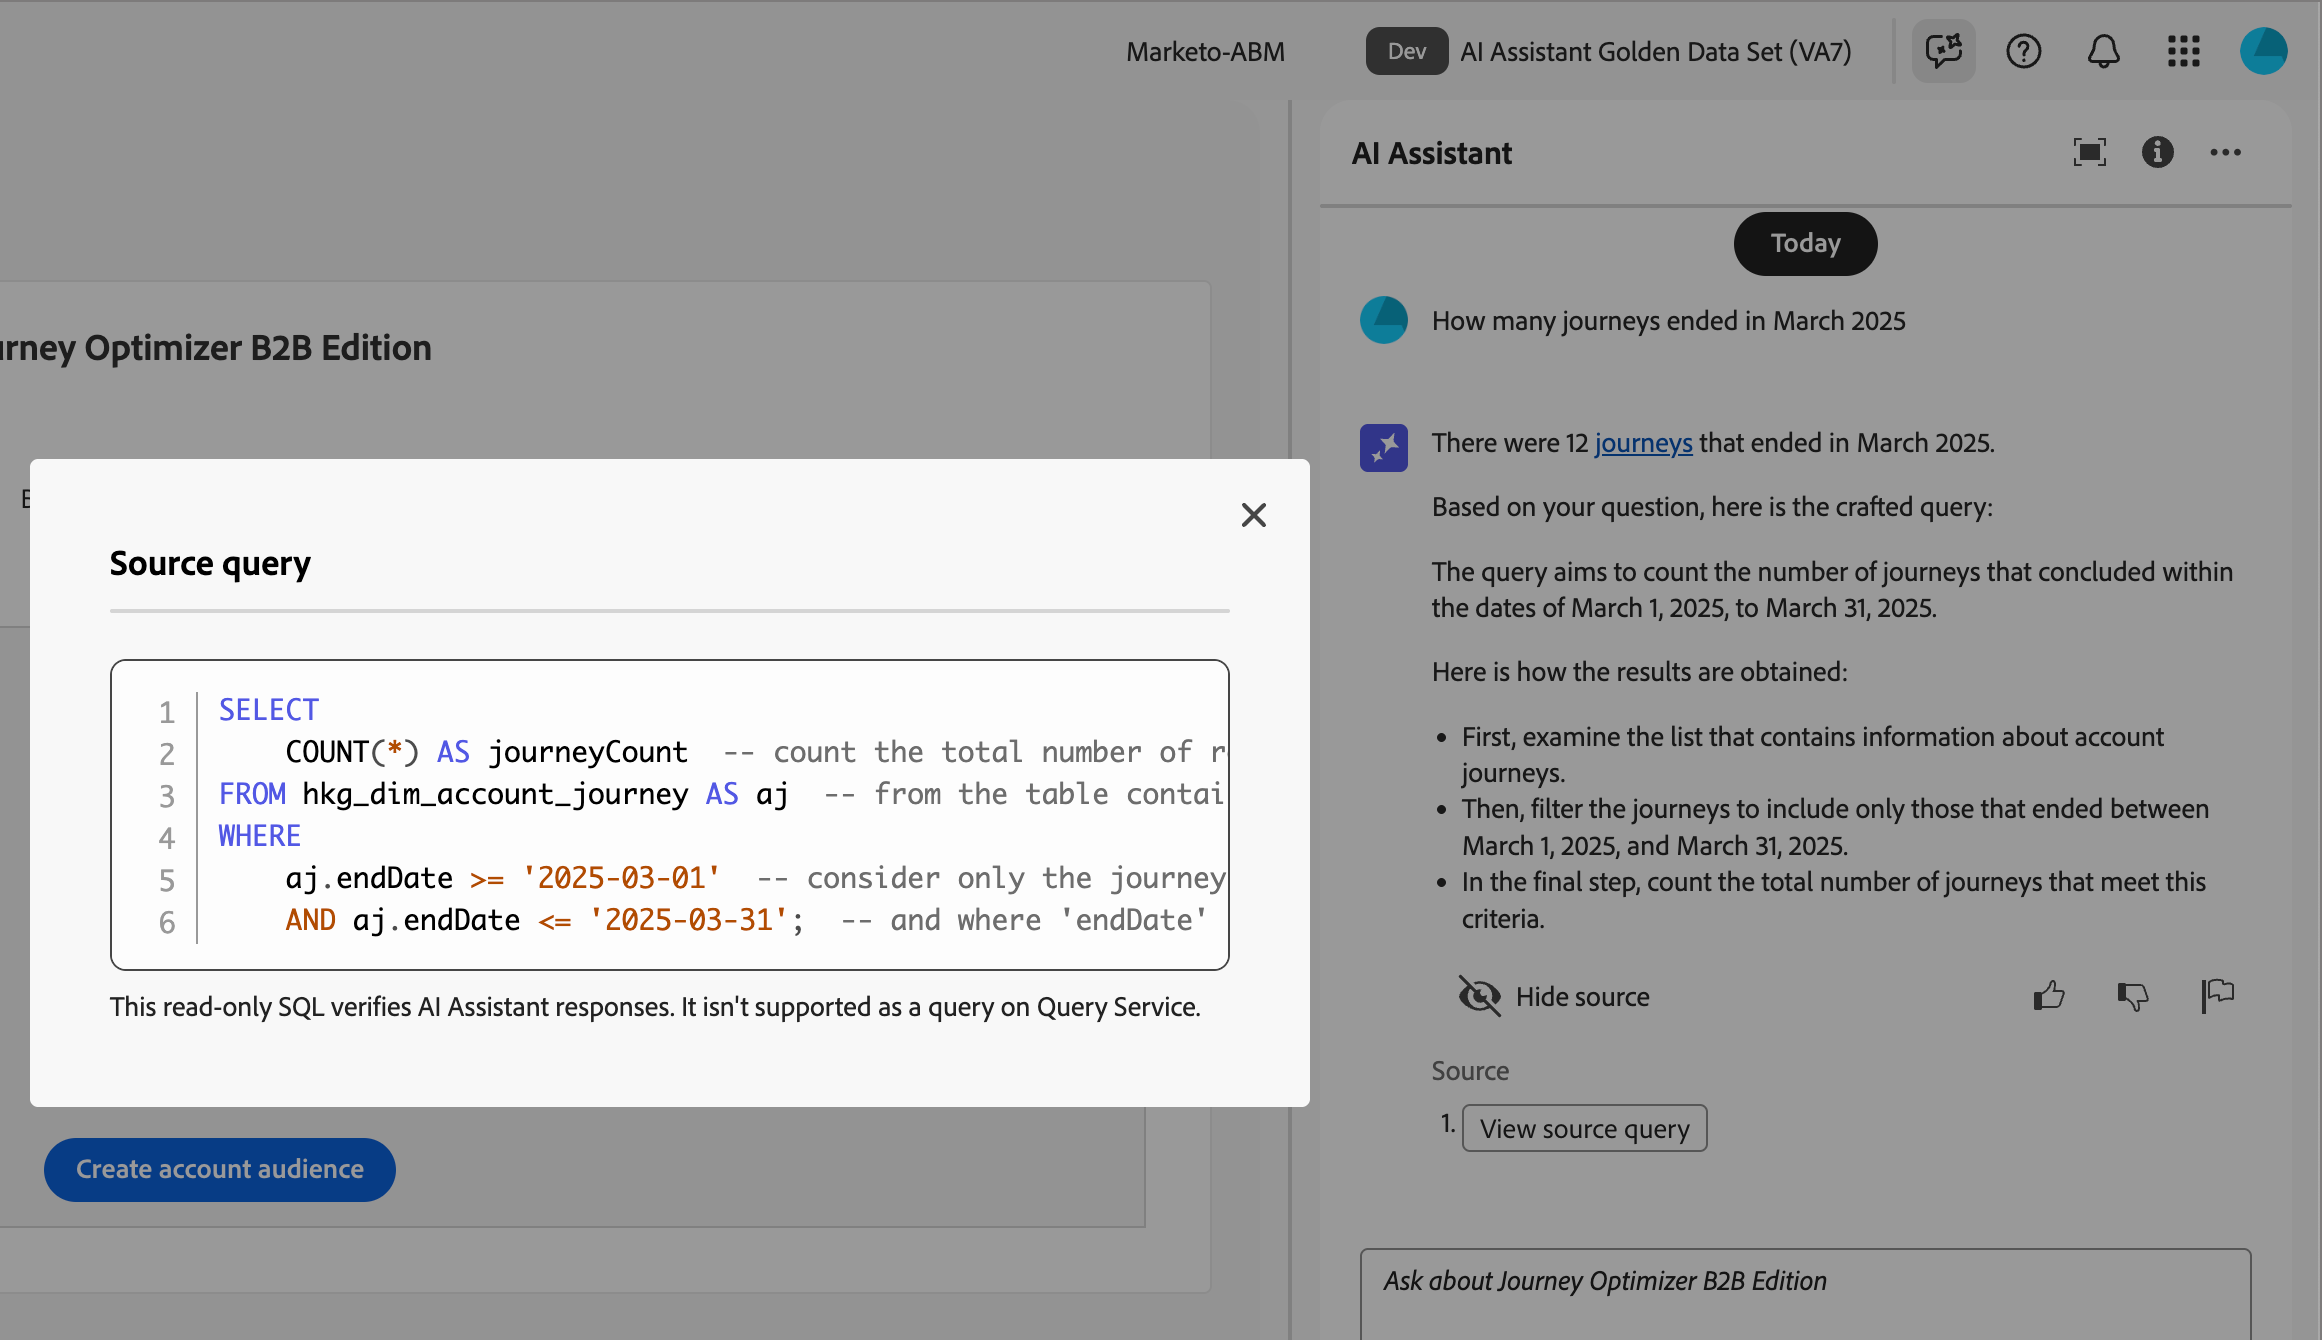 Marketo-ABM
Dev
AI Assistant Golden Data Set (VA7)
Journey Optimizer B2B Edition
Source query
1 SELECT
2 COUNT(*) AS journeyCount -- count the total number of
3 FROM hkg_dim_account_journey AS aj -- from the table
4 WHERE
5 aj.endDate >= '2025-03-01' -- consider only the journey
6 AND aj.endDate <= '2025-03-31'; -- and where 'endDate'
This read-only SQL verifies AI Assistant responses. It isn't supported as a query on Query Service.
Create account audience
AI Assistant
Today
How many journeys ended in March 2025
There were 12 journeys that ended in March 2025.
Based on your question, here is the crafted query:
The query aims to count the number of journeys that concluded within
the dates of March 1, 2025, to March 31, 2025.
Here is how the results are obtained:
• First, examine the list that contains information about account
journeys.
• Then, filter the journeys to include only those that ended between
March 1, 2025, and March 31, 2025.
• In the final step, count the total number of journeys that meet this
criteria.
Hide source
Source
1. View source query
Ask about Journey Optimizer B2B Edition